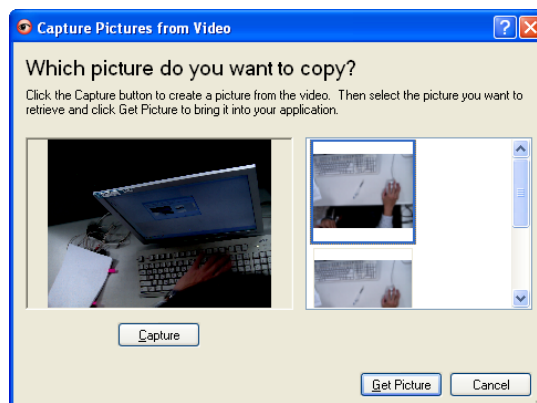 Capture Pictures from Video
Which picture do you want to copy?
Click the Capture button to create a picture from the video. Then select the picture you want to
retrieve and click Get Picture to bring it into your application.
Capture
Get Picture
Cancel